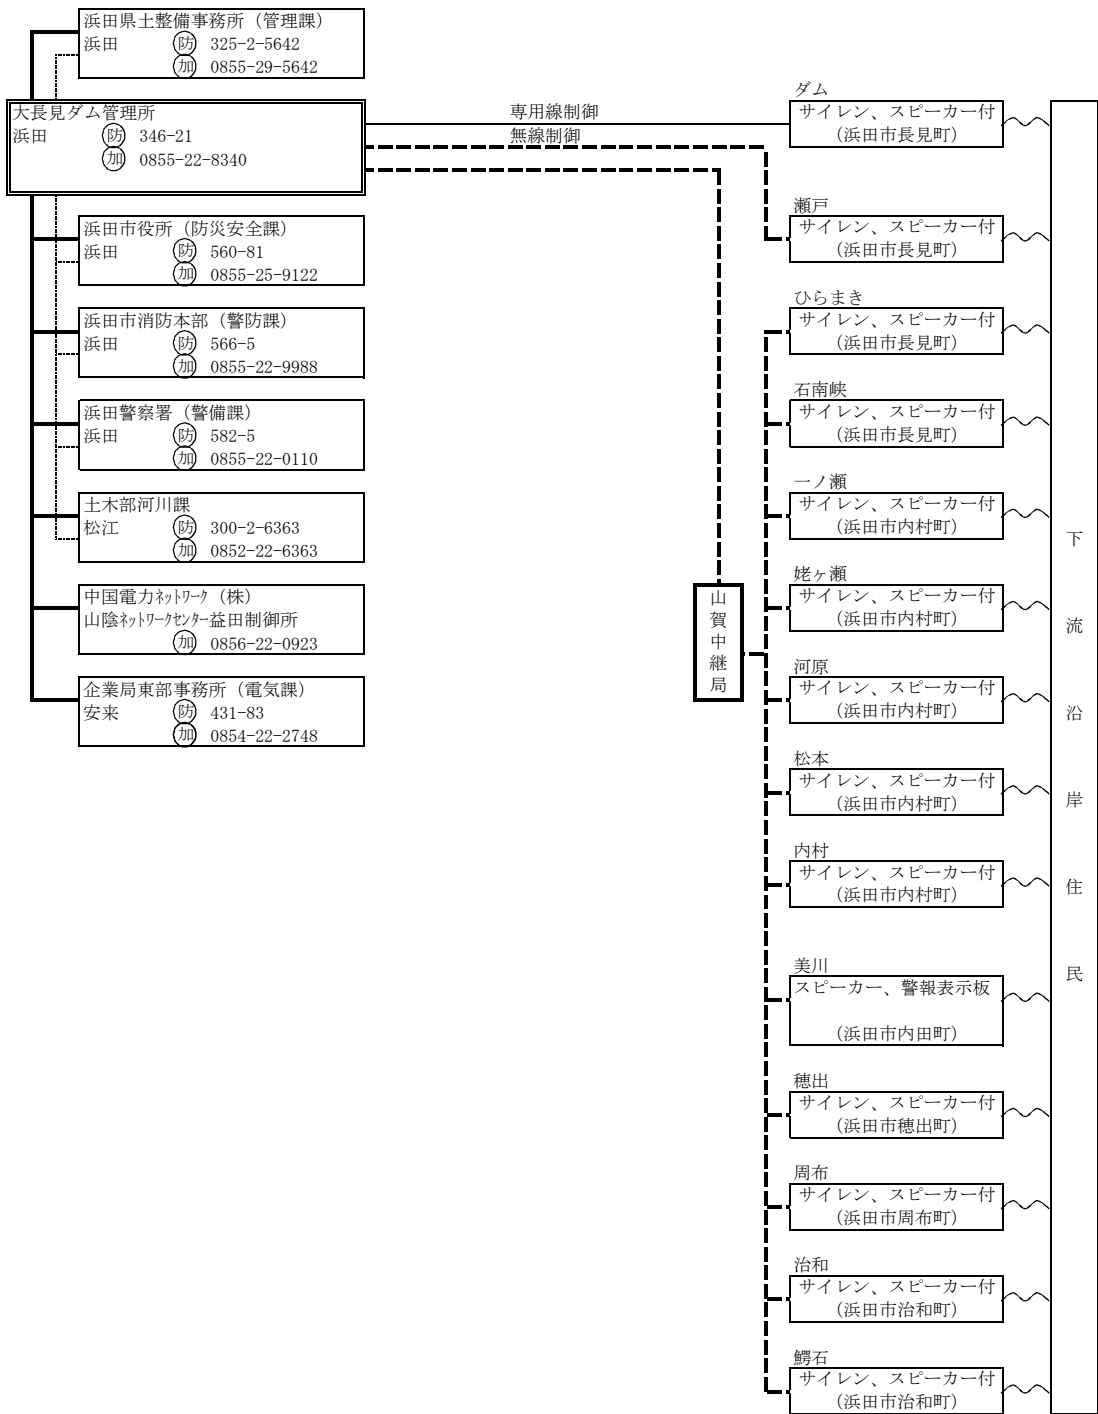 浜田県土整備事務所（管理課）
浜田 防 325-2-5642
加 0855-29-5642
大長見ダム管理所
浜田 防 346-21
加 0855-22-8340
浜田市役所（防災安全課）
浜田 防 560-81
加 0855-25-9122
浜田市消防本部（警防課）
浜田 防 566-5
加 0855-22-9988
浜田警察署（警備課）
浜田 防 582-5
加 0855-22-0110
土木部河川課
松江 防 300-2-6363
加 0852-22-6363
中国電力ﾈｯﾄﾜｰｸ（株）
山陰ﾈｯﾄﾜｰｸｾﾝﾀｰ益田制御所
加 0856-22-0923
企業局東部事務所（電気課）
安来 防 431-83
加 0854-22-2748
専用線制御
無線制御
山賀中継局
ダム
サイレン、スピーカー付
（浜田市長見町）
瀬戸
サイレン、スピーカー付
（浜田市長見町）
ひらまき
サイレン、スピーカー付
（浜田市長見町）
石南峡
サイレン、スピーカー付
（浜田市長見町）
一ノ瀬
サイレン、スピーカー付
（浜田市内村町）
姥ヶ瀬
サイレン、スピーカー付
（浜田市内村町）
河原
サイレン、スピーカー付
（浜田市内村町）
松本
サイレン、スピーカー付
（浜田市内村町）
内村
サイレン、スピーカー付
（浜田市内村町）
美川
スピーカー、警報表示板
（浜田市内田町）
穂出
サイレン、スピーカー付
（浜田市穂出町）
周布
サイレン、スピーカー付
（浜田市周布町）
治和
サイレン、スピーカー付
（浜田市治和町）
鰐石
サイレン、スピーカー付
（浜田市治和町）
下流沿岸住民